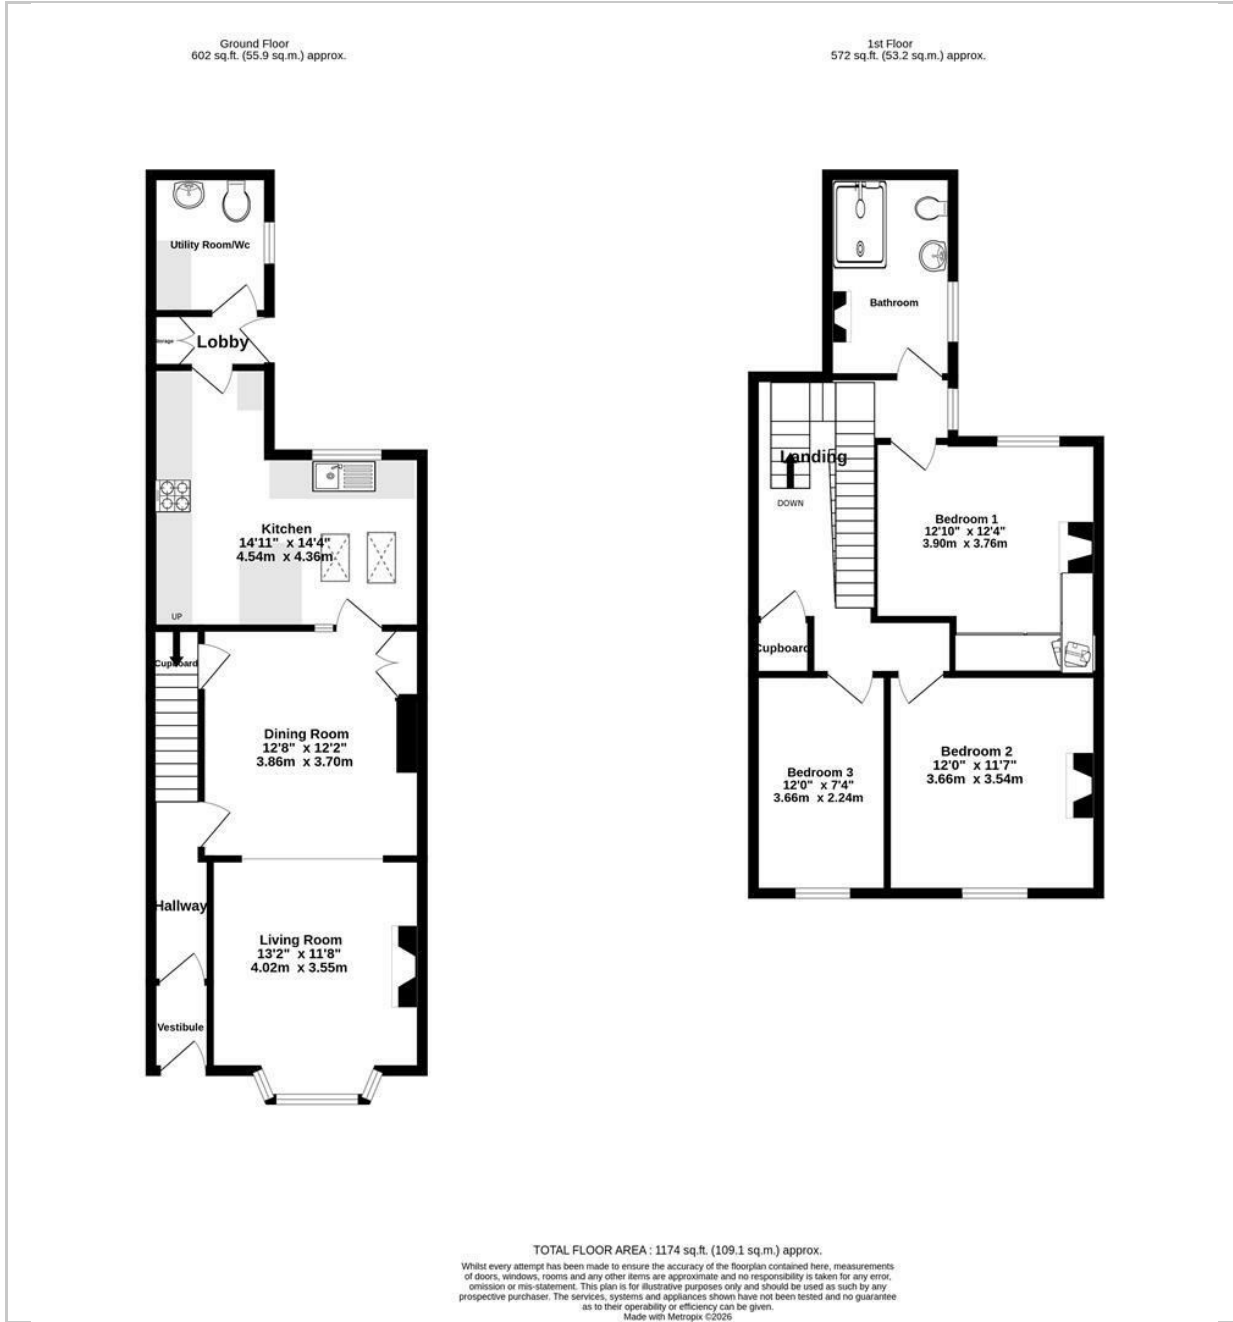 Ground Floor
602 sq.ft. (55.9 sq.m.) approx.
1st Floor
572 sq.ft. (53.2 sq.m.) approx.
Utility Room/Wc
Storage
Lobby
Kitchen
14'11" x 14'4"
4.54m x 4.36m
UP
Cupboard
Dining Room
12'8" x 12'2"
3.86m x 3.70m
Hallway
Living Room
13'2" x 11'8"
4.02m x 3.55m
Vestibule
Bathroom
Landing
DOWN
Bedroom 1
12'10" x 12'4"
3.90m x 3.76m
Cupboard
Bedroom 3
12'0" x 7'4"
3.66m x 2.24m
Bedroom 2
12'0" x 11'7"
3.66m x 3.54m
TOTAL FLOOR AREA : 1174 sq.ft. (109.1 sq.m.) approx.
Whilst every attempt has been made to ensure the accuracy of the floorplan contained here, measurements
of doors, windows, rooms and any other items are approximate and no responsibility is taken for any error,
omission or mis-statement. This plan is for illustrative purposes only and should be used as such by any
prospective purchaser. The services, systems and appliances shown have not been tested and no guarantee
as to their operability or efficiency can be given.
Made with Metropix ©2026